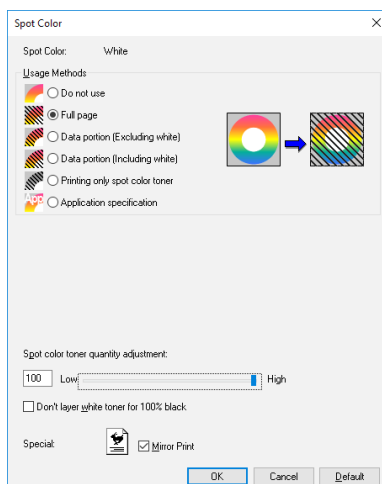 Spot Color
Spot Color: White
Usage Methods
Do not use
Full page
Data portion (Excluding white)
Data portion (Including white)
Printing only spot color toner
App Application specification
Spot color toner quantity adjustment:
100 Low High
Don't layer white toner for 100% black
Special: Mirror Print
OK Cancel Default